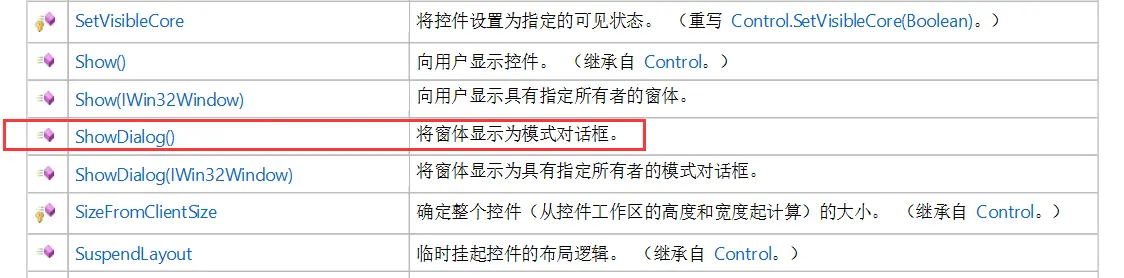 SetVisibleCore 将控件设置为指定的可见状态。 （重写 Control.SetVisibleCore(Boolean)。）
Show() 向用户显示控件。 （继承自 Control。）
Show(IWin32Window) 向用户显示具有指定所有者的窗体。
ShowDialog() 将窗体显示为模式对话框。
ShowDialog(IWin32Window) 将窗体显示为具有指定所有者的模式对话框。
SizeFromClientSize 确定整个控件（从控件工作区的高度和宽度起计算）的大小。 （继承自 Control。）
SuspendLayout 临时挂起控件的布局逻辑。 （继承自 Control。）